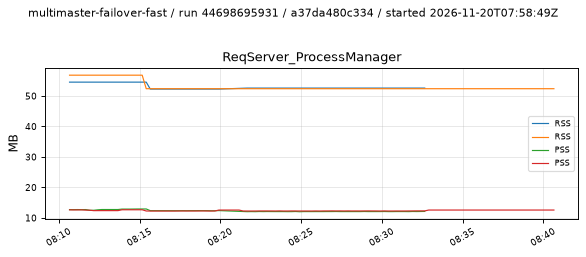 multimaster-failover-fast / run 44698695931 / a37da480c334 / started 2026-11-20T07:58:49Z
ReqServer_ProcessManager
MB
50
40
30
20
10
RSS
RSS
PSS
PSS
08:10
08:15
08:20
08:25
08:30
08:35
08:40